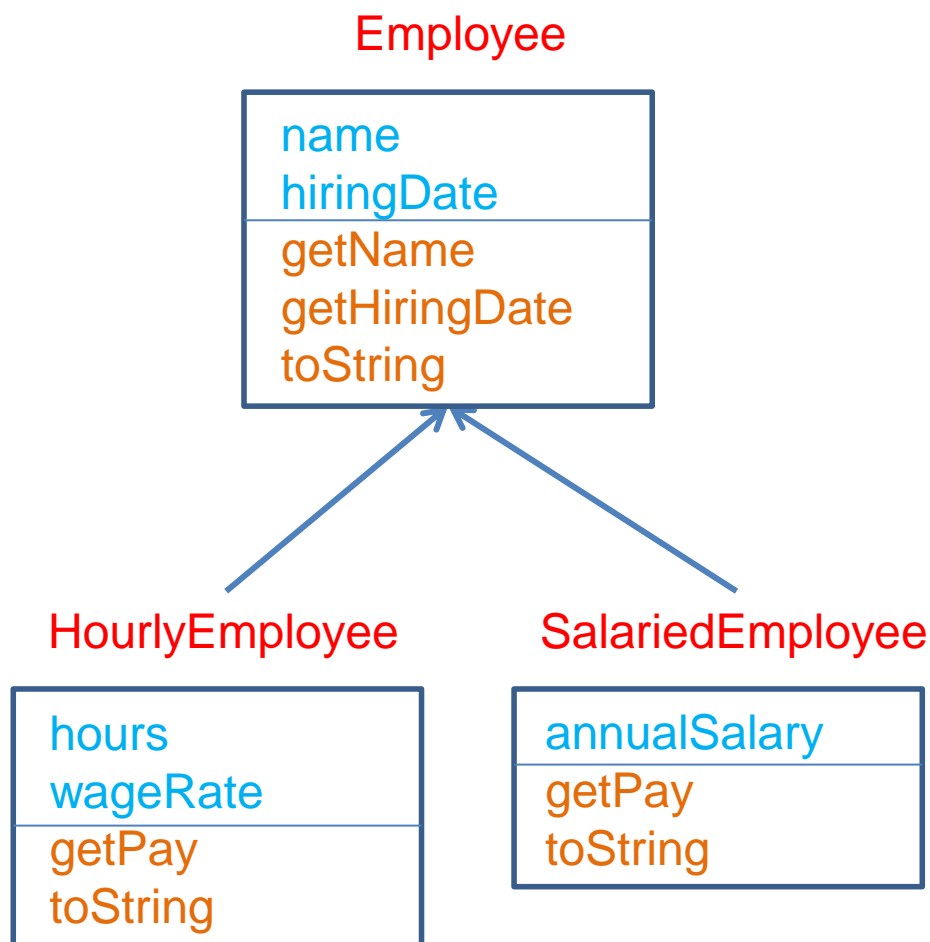 Employee
name
hiringDate
getName
getHiringDate
toString
HourlyEmployee
hours
wageRate
getPay
toString
SalariedEmployee
annualSalary
getPay
toString